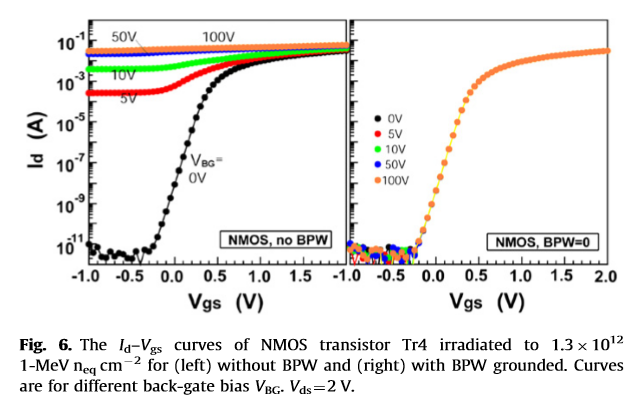 50V 100V
10V
5V
V_BG=
0V
NMOS, no BPW
10^-1
10^-3
10^-5
10^-7
10^-9
10^-11
I_d (A)
-1.0 -0.5 0.0 0.5 1.0 1.5
V_gs (V)
0V
5V
10V
50V
100V
NMOS, BPW=0
-1.0 -0.5 0.0 0.5 1.0 1.5 2.0
V_gs (V)
Fig. 6. The I_d–V_gs curves of NMOS transistor Tr4 irradiated to 1.3 × 10^12
1-MeV n_eq cm^−2 for (left) without BPW and (right) with BPW grounded. Curves
are for different back-gate bias V_BG. V_ds=2 V.